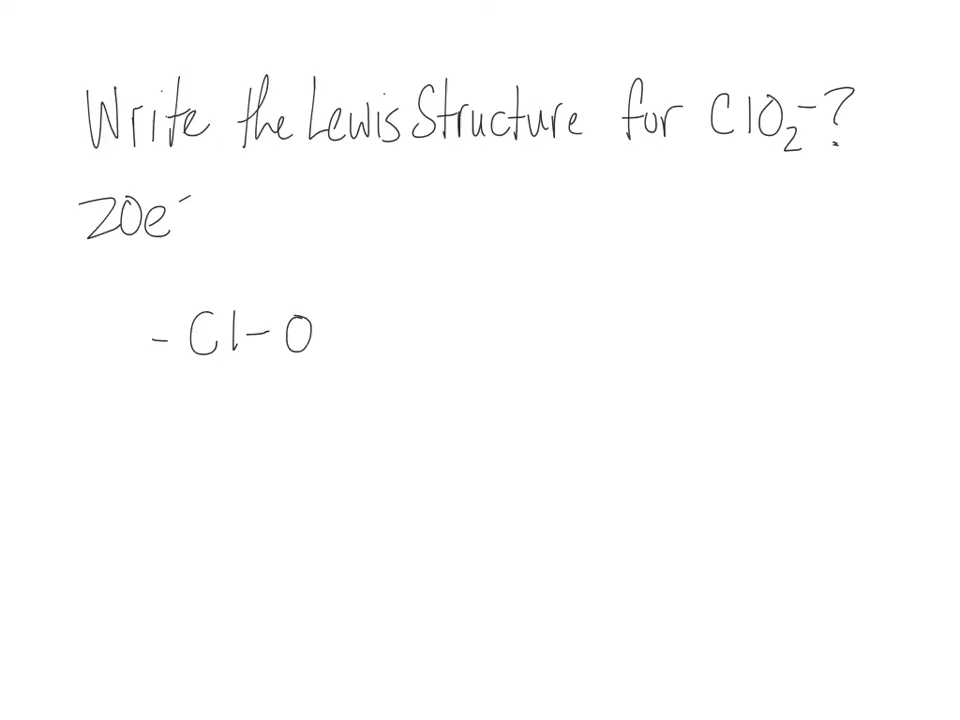 Write the Lewis Structure for ClO₂⁻?
20e⁻
- Cl - O